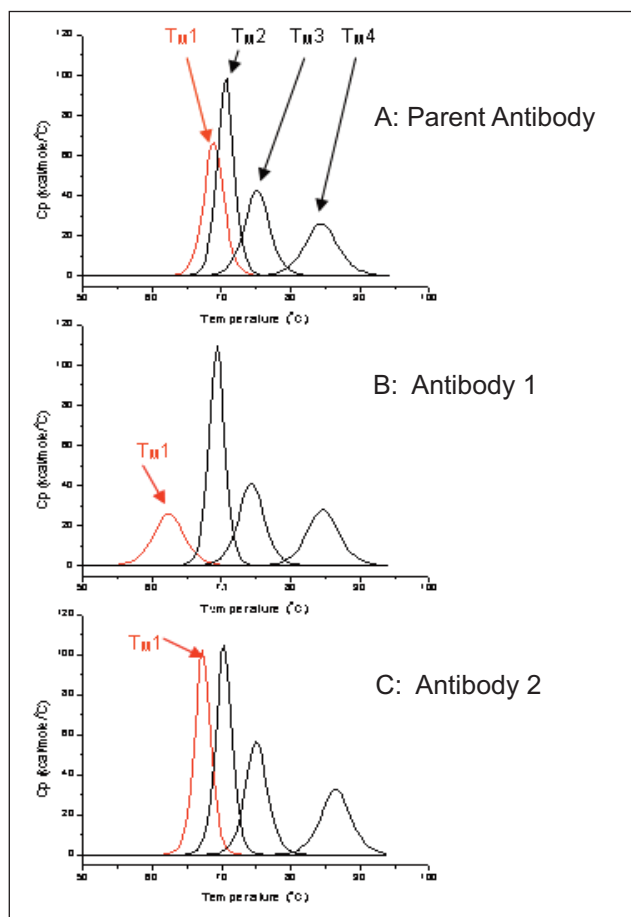 Tm1 Tm2 Tm3 Tm4
A: Parent Antibody
Cp (kcal/mole/°C)
120
100
80
60
40
20
0
50 60 70 80 90 100
Temperature (°C)
B: Antibody 1
Tm1
Cp (kcal/mole/°C)
120
100
80
60
40
20
0
50 60 70 80 90 100
Temperature (°C)
C: Antibody 2
Tm1
Cp (kcal/mole/°C)
120
100
80
60
40
20
0
50 60 70 80 90 100
Temperature (°C)